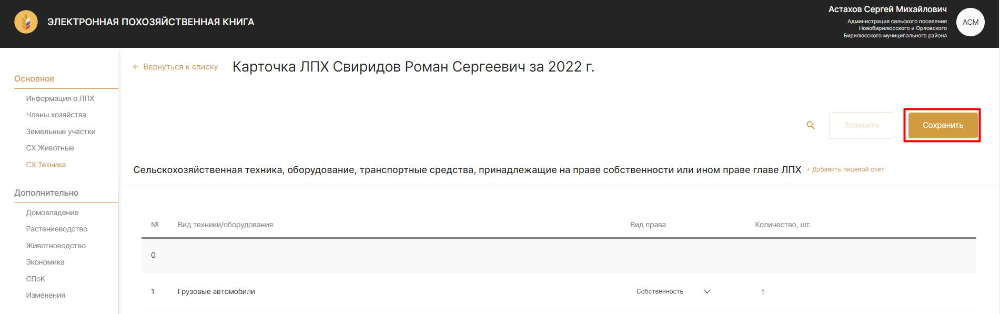 ЭЛЕКТРОННАЯ ПОХОЗЯЙСТВЕННАЯ КНИГА
Астахов Сергей Михайлович
Администрация сельского поселения
Новобирилюсского и Орловского
Бирилюсского муниципального района
АСМ
← Вернуться к списку
Карточка ЛПХ Свиридов Роман Сергеевич за 2022 г.
Основное
Информация о ЛПХ
Члены хозяйства
Земельные участки
СХ Животные
СХ Техника
Дополнительно
Домовладение
Растениеводство
Животноводство
Экономика
СПоК
Изменения
Заверить
Сохранить
Сельскохозяйственная техника, оборудование, транспортные средства, принадлежащие на праве собственности или ином праве главе ЛПХ + Добавить лицевой счет
№ Вид техники/оборудования Вид права Количество, шт.
0
1 Грузовые автомобили Собственность 1